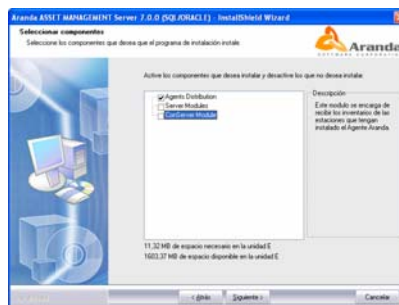 Aranda ASSET MANAGEMENT Server 7.0.0 (SQL/ORACLE) - InstallShield Wizard
Seleccionar componentes
Seleccione los componentes que desea que el programa de instalación instale.
Aranda
SOFTWARE CORPORATION
Active los componentes que desea instalar y desactive los que no desea instalar.
Agents Distribution
Server Modules
ConServer Module
Descripción
Este modulo se encarga de
recibir los inventarios de las
estaciones que tengan
instalado el Agente Aranda.
11,32 MB de espacio necesario en la unidad E
1603,37 MB de espacio disponible en la unidad E
< Atrás
Siguiente >
Cancelar